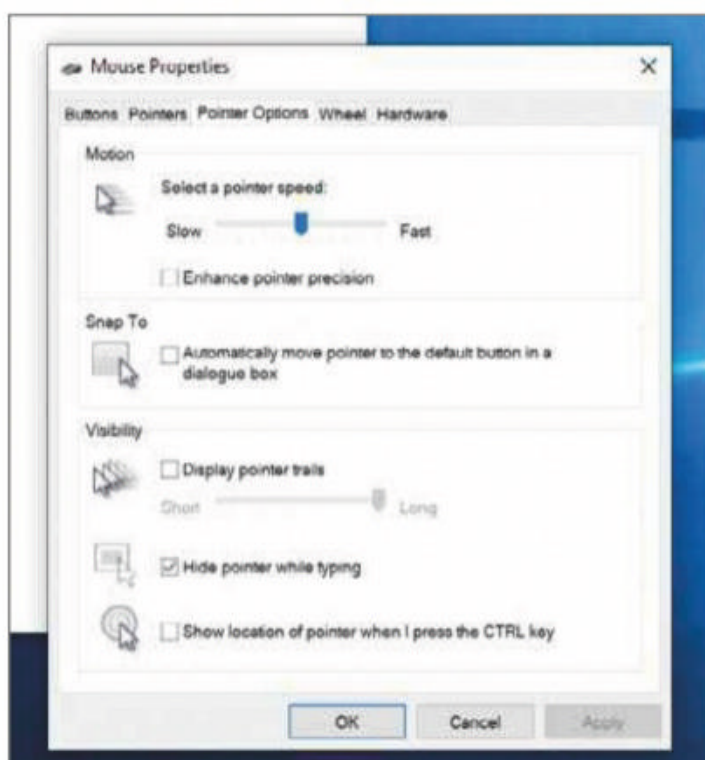 Mouse Properties
Buttons Pointers Pointer Options Wheel Hardware
Motion
Select a pointer speed:
Slow Fast
Enhance pointer precision
Snap To
Automatically move pointer to the default button in a
dialogue box
Visibility
Display pointer trails
Short Long
Hide pointer while typing
Show location of pointer when I press the CTRL key
OK Cancel Apply